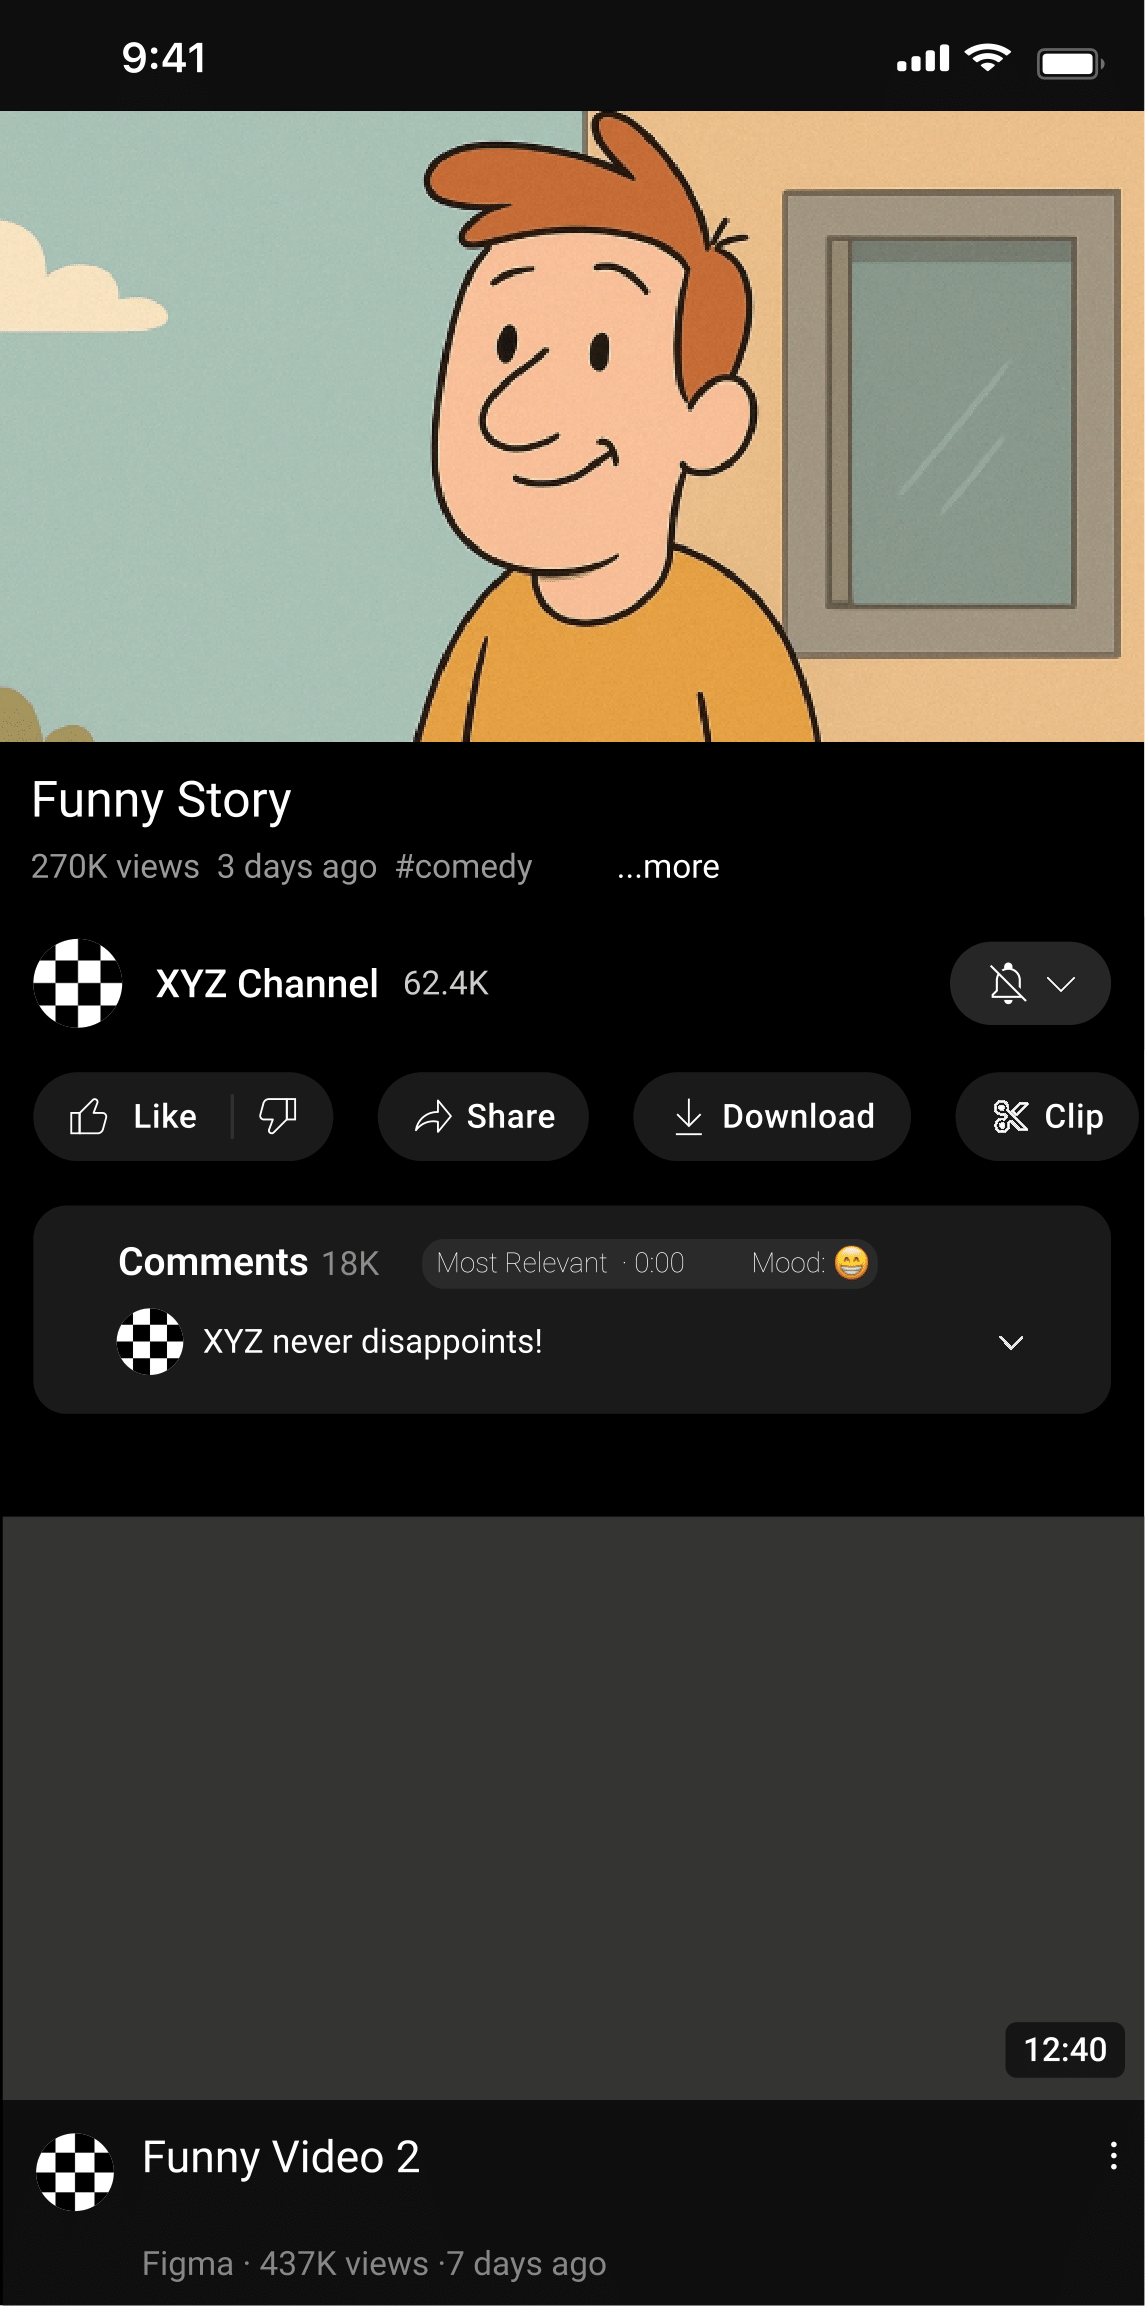 9:41
Funny Story
270K views 3 days ago #comedy ...more
XYZ Channel 62.4K
Like Share Download Clip
Comments 18K Most Relevant · 0:00 Mood: 😁
XYZ never disappoints!
12:40
Funny Video 2
Figma · 437K views ·7 days ago